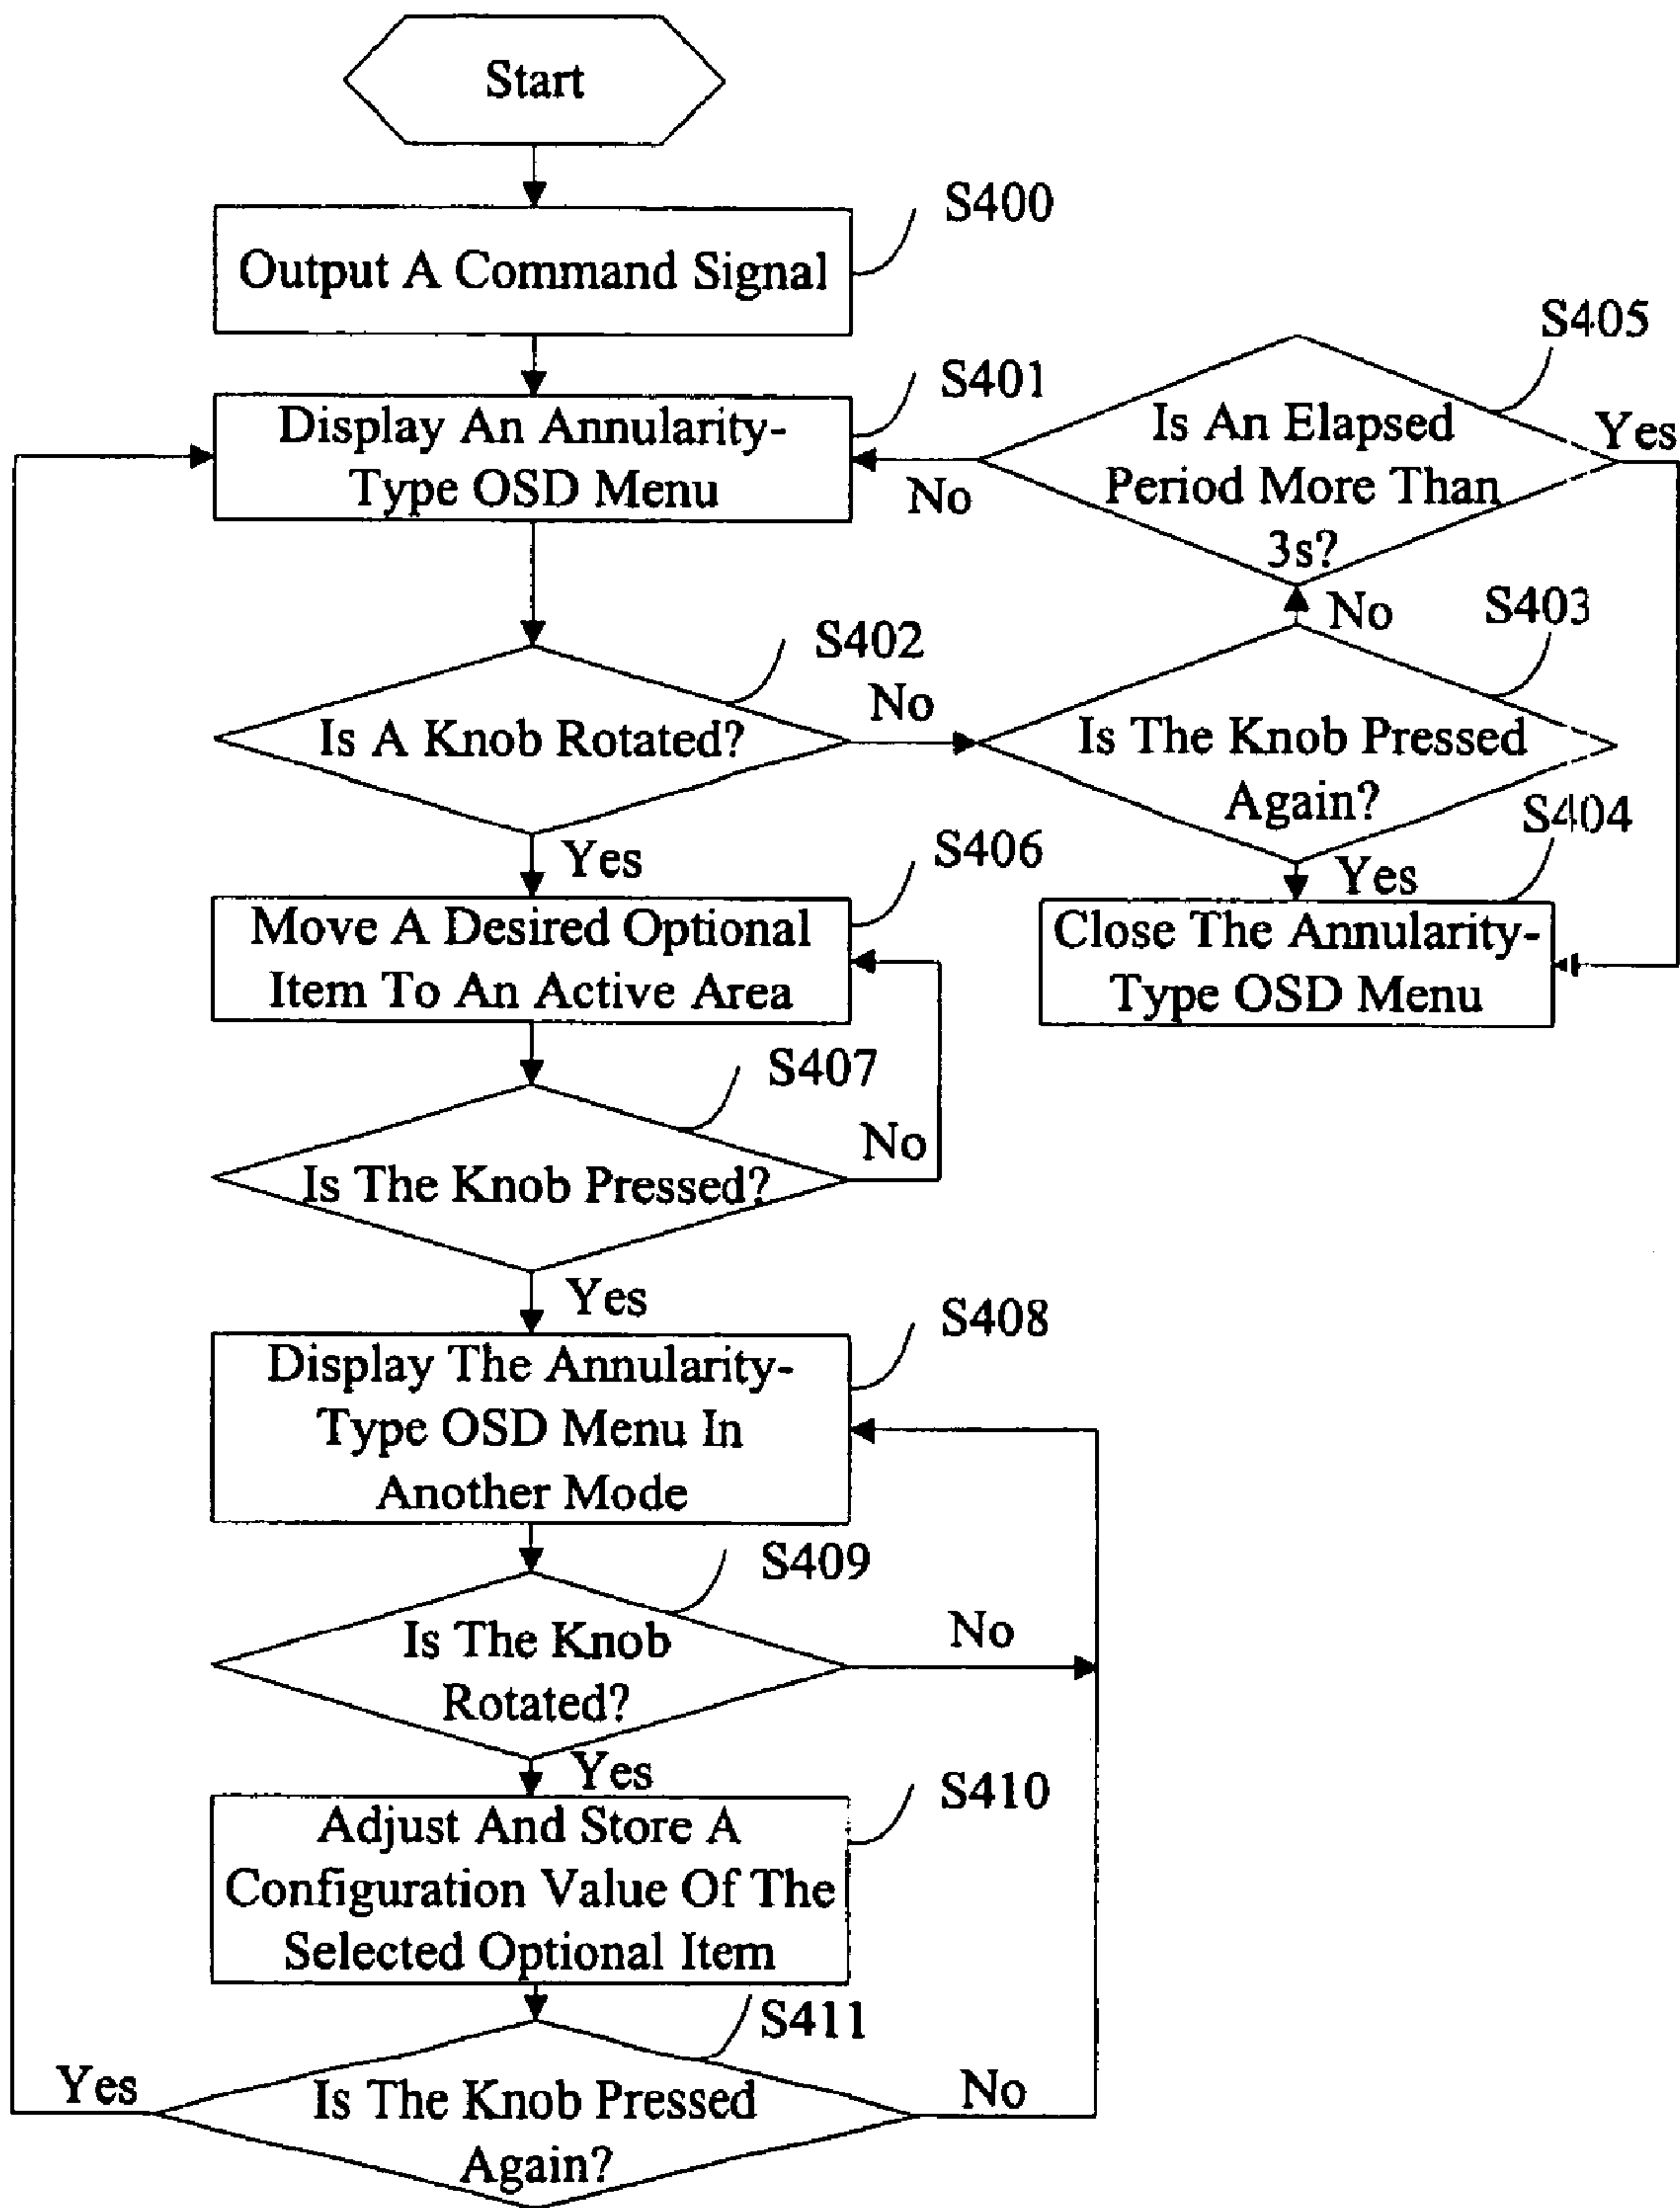 Start
S400
Output A Command Signal
S401
Display An Annularity-
Type OSD Menu
S405
Is An Elapsed
Period More Than
3s?
Yes
No
S402
Is A Knob Rotated?
No
Yes
S403
No
Is The Knob Pressed
Again?
Yes
S404
Close The Annularity-
Type OSD Menu
S406
Move A Desired Optional
Item To An Active Area
S407
Is The Knob Pressed?
No
Yes
S408
Display The Annularity-
Type OSD Menu In
Another Mode
S409
Is The Knob
Rotated?
No
Yes
S410
Adjust And Store A
Configuration Value Of The
Selected Optional Item
S411
Is The Knob Pressed
Again?
Yes
No